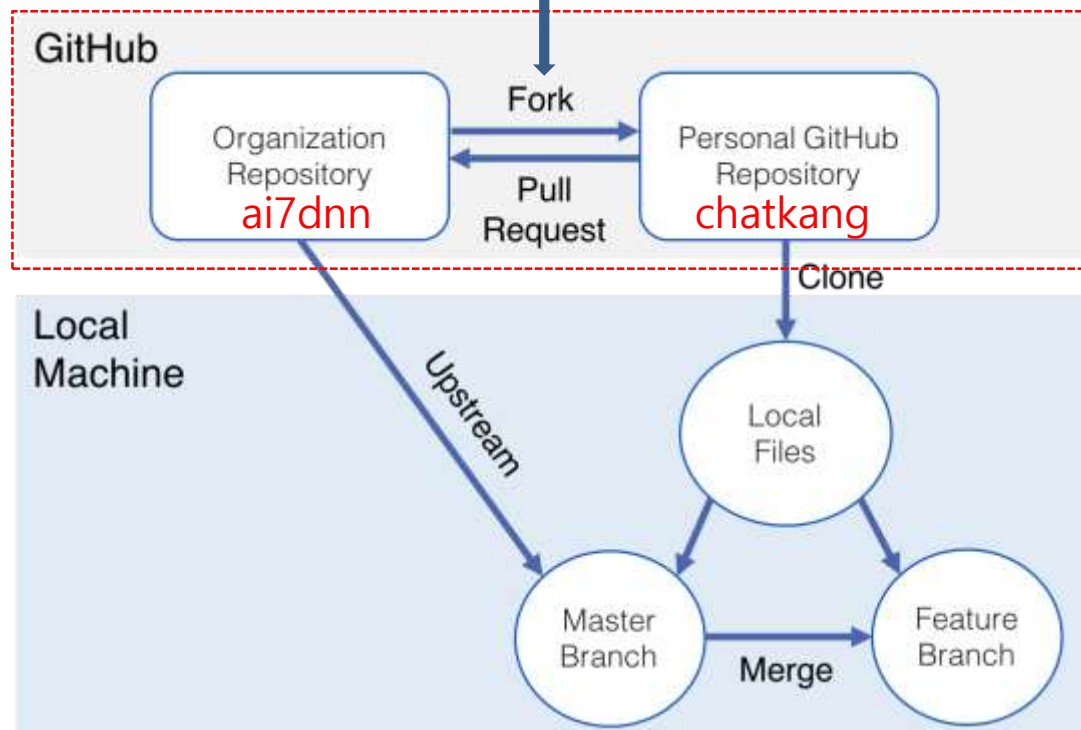 GitHub
Fork
Organization
Repository
ai7dnn
Personal GitHub
Repository
chatkang
Pull
Request
Clone
Local
Machine
Upstream
Local
Files
Master
Branch
Merge
Feature
Branch